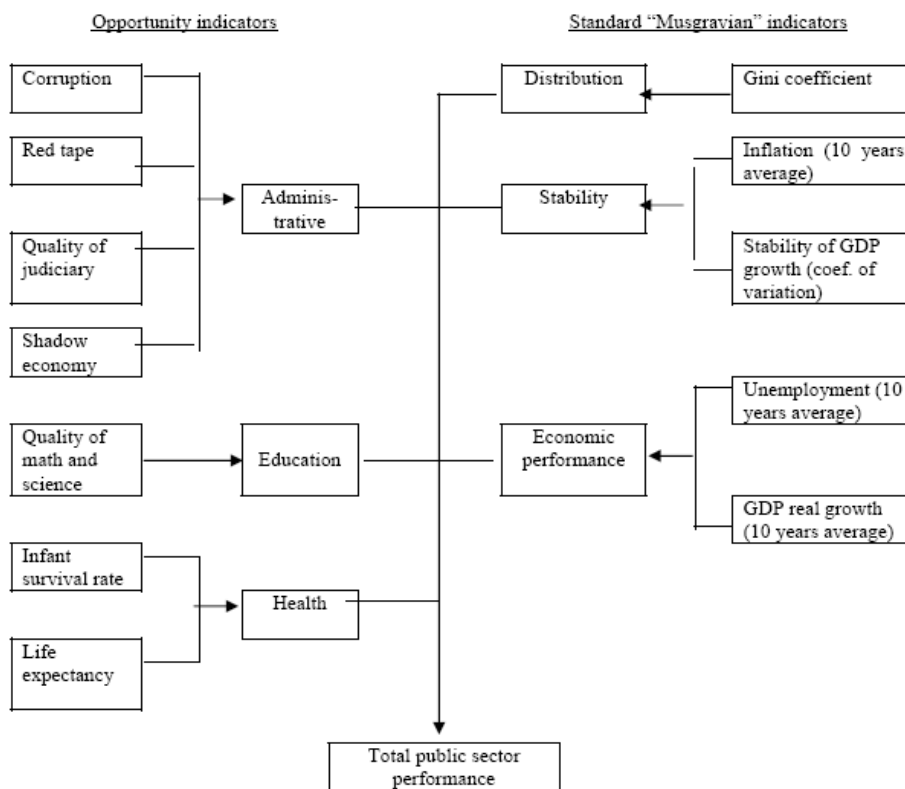 Opportunity indicators
Standard “Musgravian” indicators
Corruption
Red tape
Quality of
judiciary
Shadow
economy
Adminis-
trative
Quality of
math and
science
Education
Infant
survival rate
Life
expectancy
Health
Distribution
Gini coefficient
Stability
Inflation (10 years
average)
Stability of GDP
growth (coef. of
variation)
Economic
performance
Unemployment (10
years average)
GDP real growth
(10 years average)
Total public sector
performance